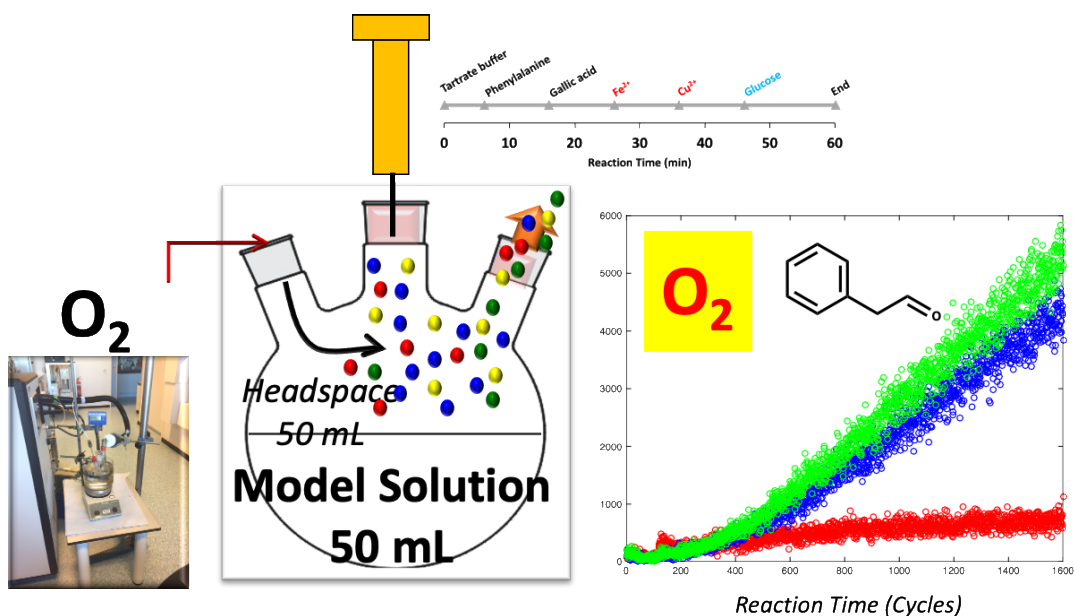 Tartrate buffer
Phenylalanine
Gallic acid
Fe²⁺
Cu²⁺
Glucose
End
0 10 20 30 40 50 60
Reaction Time (min)
O₂
Headspace
50 mL
Model Solution
50 mL
6000
5000
4000
3000
2000
1000
0
O₂
O
0 200 400 600 800 1000 1200 1400 1600
Reaction Time (Cycles)